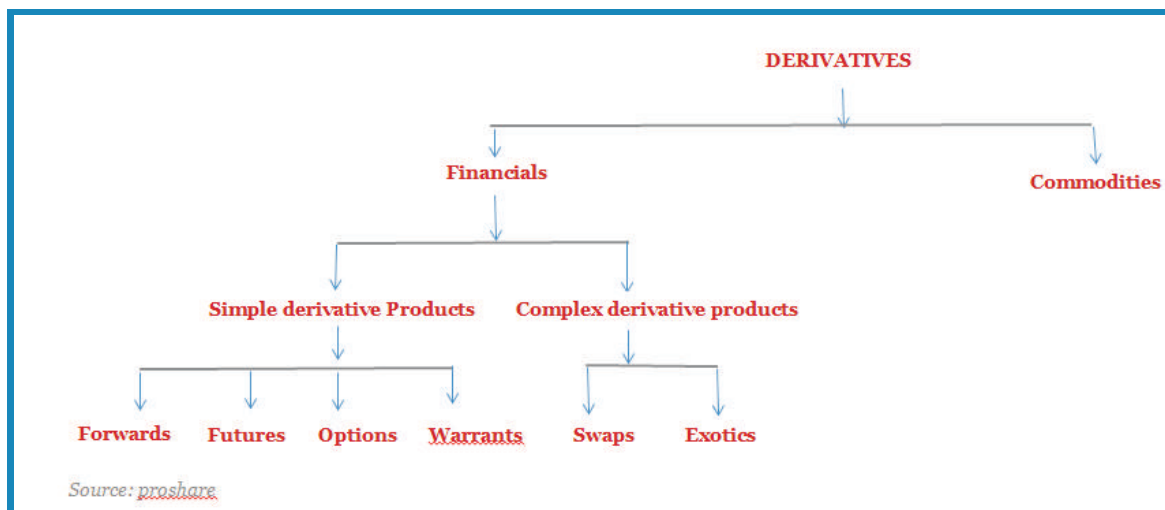 DERIVATIVES
Financials
Commodities
Simple derivative Products
Complex derivative products
Forwards
Futures
Options
Warrants
Swaps
Exotics
Source: proshare